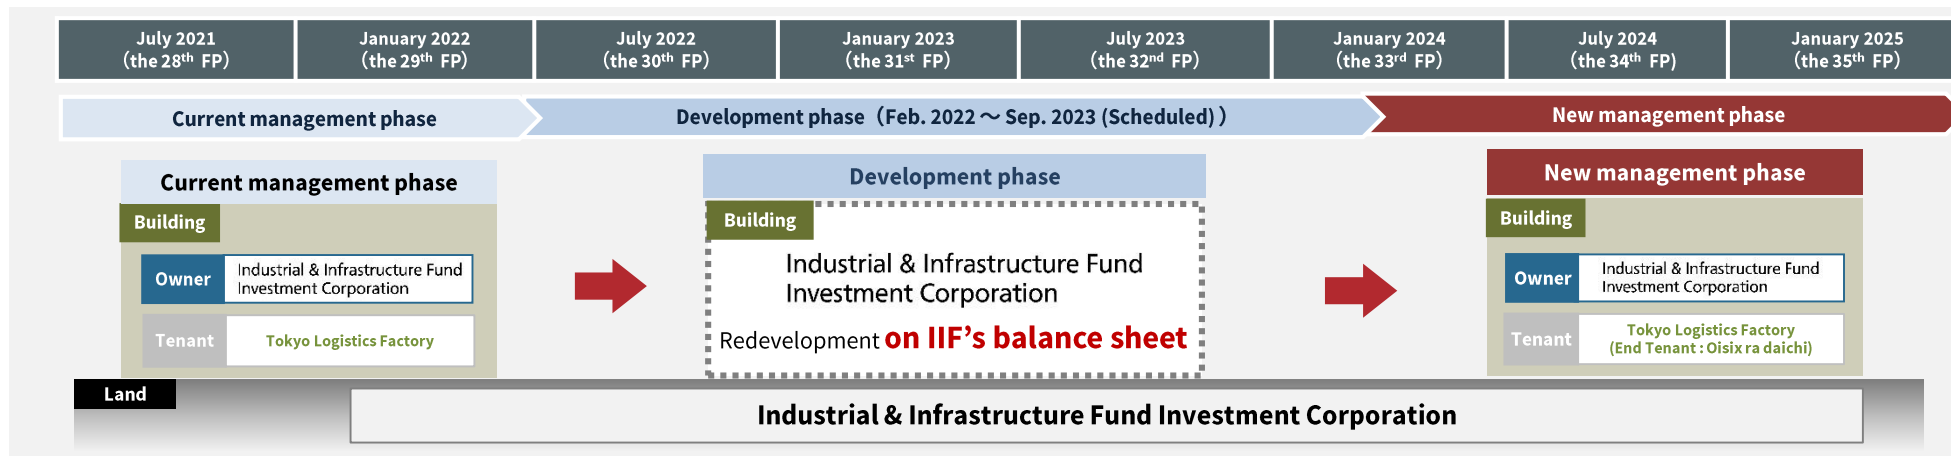 July 2021
(the 28th FP)
January 2022
(the 29th FP)
July 2022
(the 30th FP)
January 2023
(the 31st FP)
July 2023
(the 32nd FP)
January 2024
(the 33rd FP)
July 2024
(the 34th FP)
January 2025
(the 35th FP)
Current management phase
Development phase (Feb. 2022 ～ Sep. 2023 (Scheduled) )
New management phase
Current management phase
Building
Owner
Industrial & Infrastructure Fund
Investment Corporation
Tenant
Tokyo Logistics Factory
Development phase
Building
Industrial & Infrastructure Fund
Investment Corporation
Redevelopment on IIF’s balance sheet
New management phase
Building
Owner
Industrial & Infrastructure Fund
Investment Corporation
Tenant
Tokyo Logistics Factory
(End Tenant : Oisix ra daichi)
Land
Industrial & Infrastructure Fund Investment Corporation